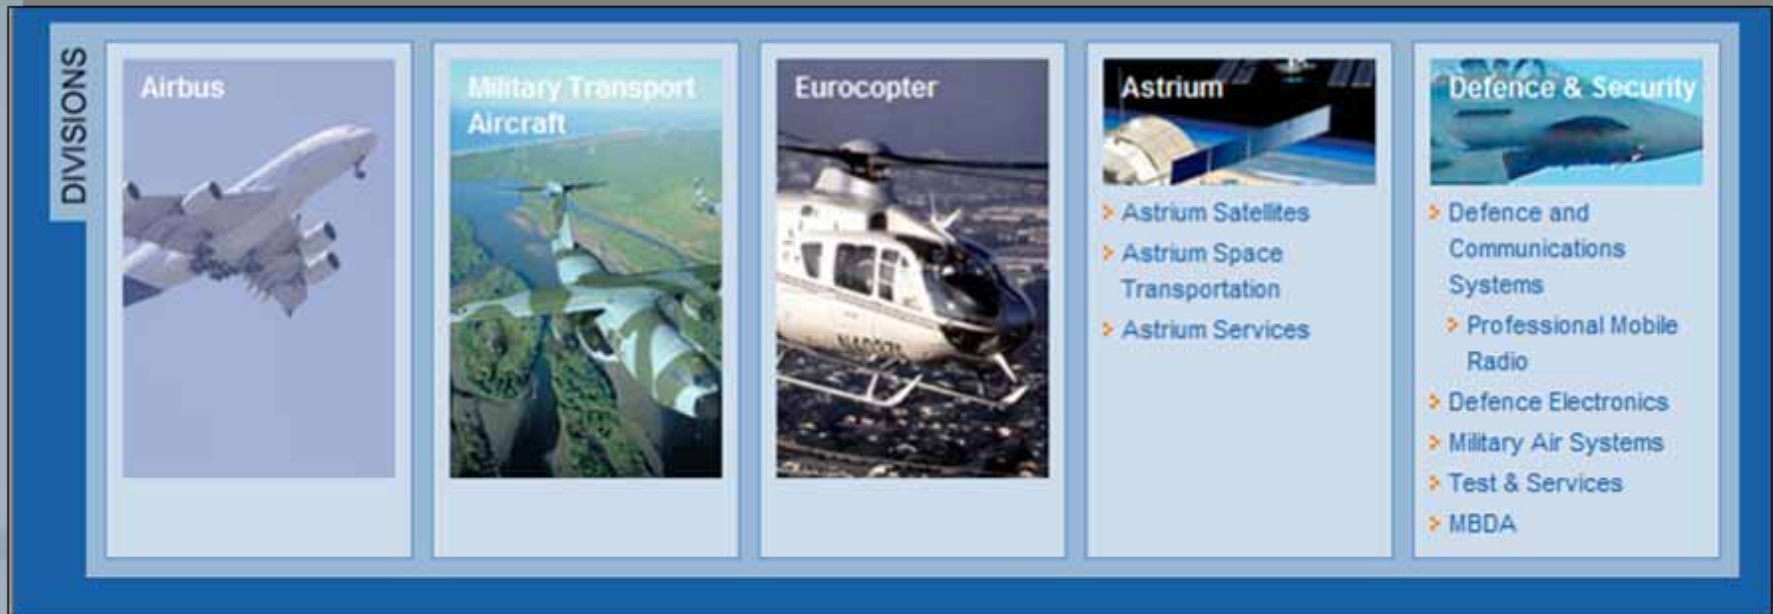 DIVISIONS
Airbus
Military Transport
Aircraft
Eurocopter
Astrium
Astrium Satellites
Astrium Space
Transportation
Astrium Services
Defence & Security
Defence and
Communications
Systems
Professional Mobile
Radio
Defence Electronics
Military Air Systems
Test & Services
MBDA